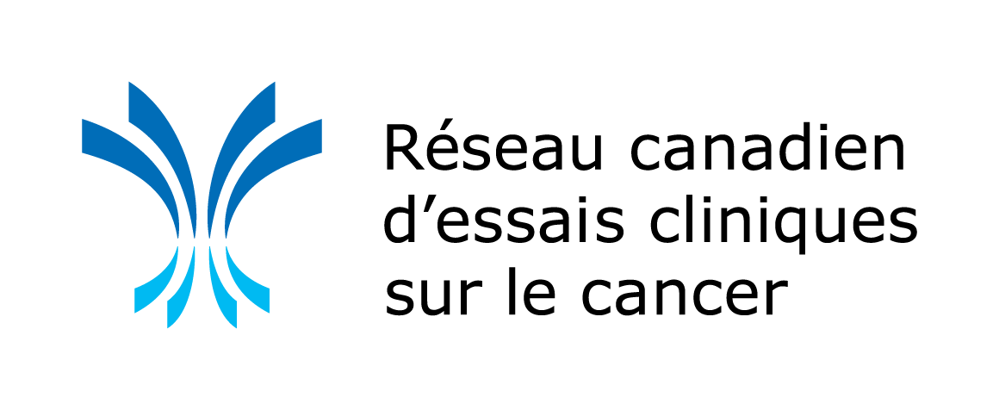 Réseau canadien
d’essais cliniques
sur le cancer